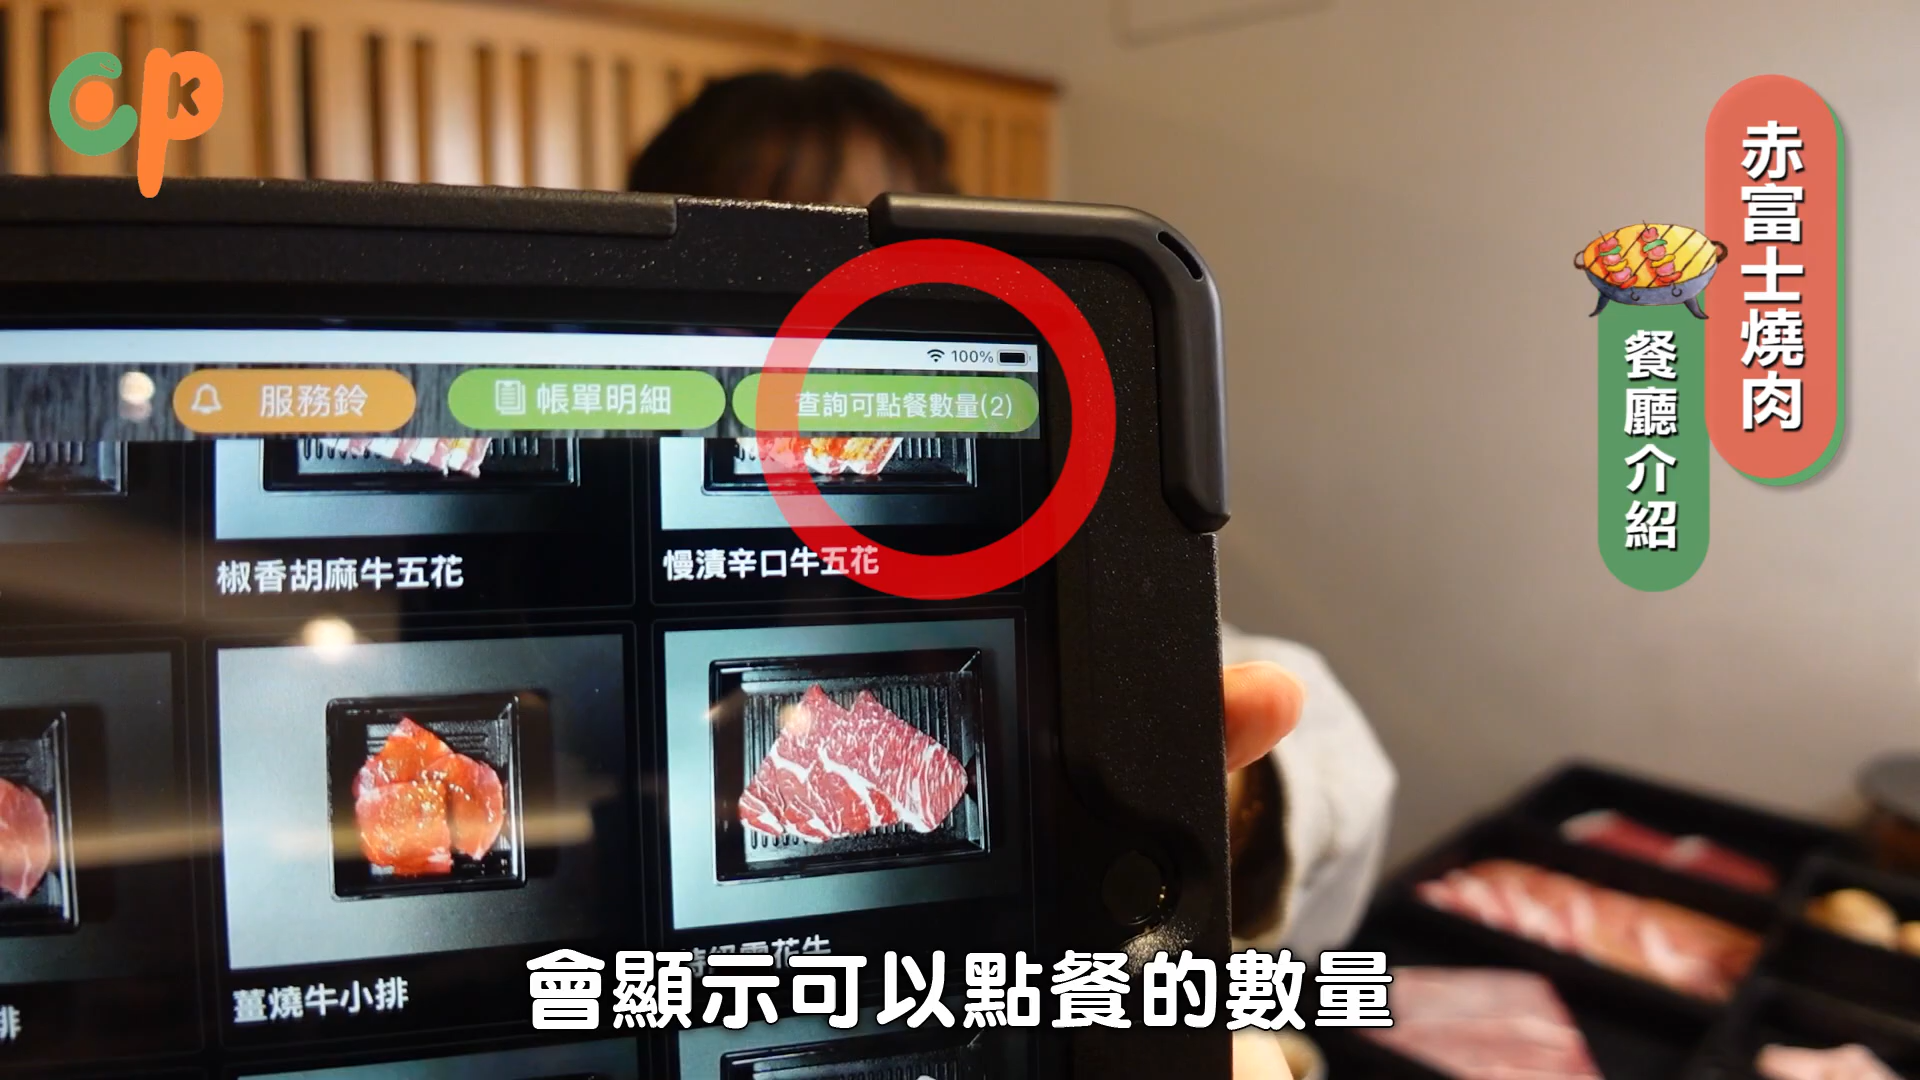 cpk
赤富士燒肉
餐廳介紹
100%
服務鈴
帳單明細
查詢可點餐數量(2)
椒香胡麻牛五花
慢漬辛口牛五花
薑燒牛小排
排
會顯示可以點餐的數量